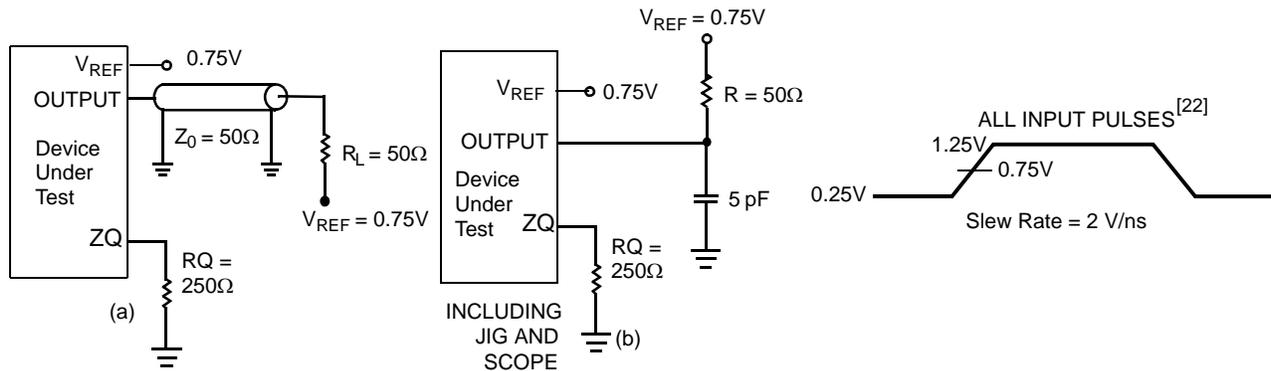 V_REF 0.75V
OUTPUT
Z_0 = 50Ω
Device
Under
Test
R_L = 50Ω
V_REF = 0.75V
ZQ
RQ =
250Ω
(a)
V_REF = 0.75V
R = 50Ω
V_REF 0.75V
OUTPUT
Device
Under
Test
5 pF
ZQ
RQ =
250Ω
INCLUDING
JIG AND
SCOPE
(b)
ALL INPUT PULSES[22]
1.25V
0.75V
0.25V
Slew Rate = 2 V/ns